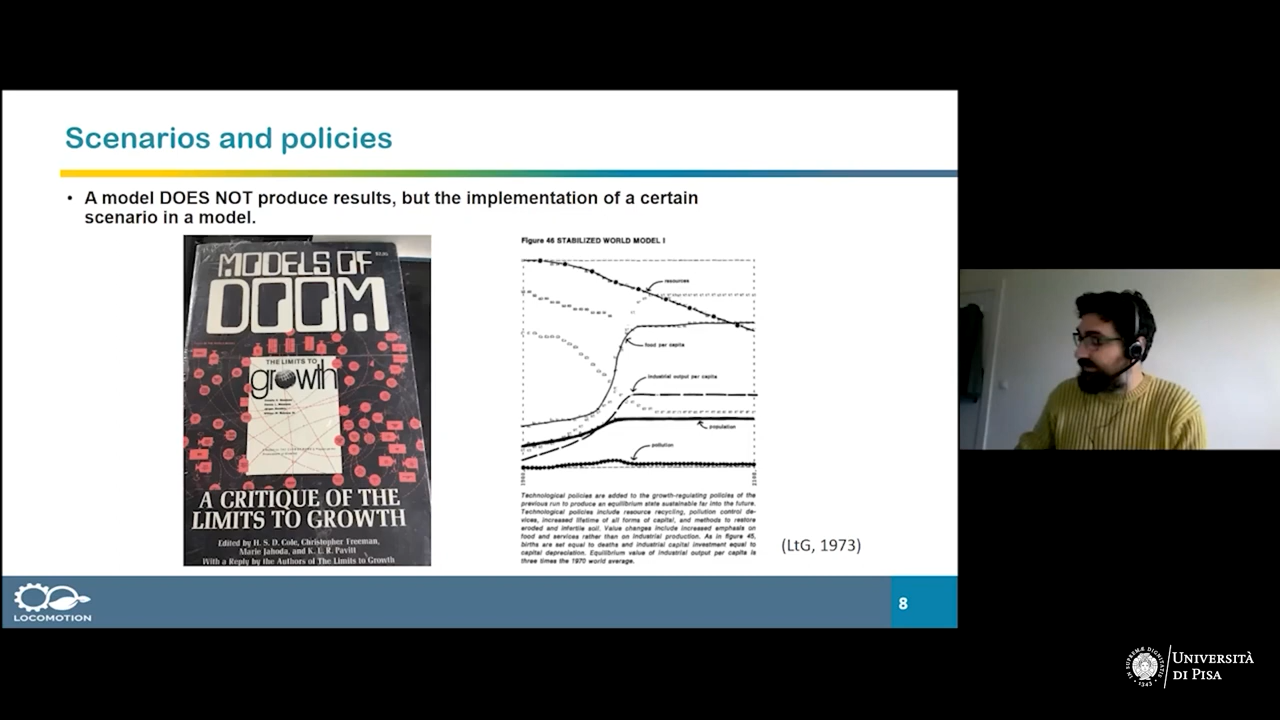 Scenarios and policies
• A model DOES NOT produce results, but the implementation of a certain
scenario in a model.
MODELS OF
DOOM
THE LIMITS TO
growth
A CRITIQUE OF THE
LIMITS TO GROWTH
Edited by H. S. D. Cole, Christopher Freeman,
Marie Jahoda, and K. L. R. Pavitt
With a Reply by the Authors of The Limits to Growth
Figure 46 STABILIZED WORLD MODEL I
resources
food per capita
industrial output per capita
population
pollution
Technological policies are added to the growth-regulating policies of the
previous run to produce an equilibrium state sustainable far into the future.
Technological policies include resource recycling, pollution control de-
vices, increased lifetime of all forms of capital, and methods to restore
eroded and infertile soil. Value changes include increased emphasis on
food and services rather than on industrial production. As in figure 45,
births are set equal to deaths and industrial capital investment equal to
capital depreciation. Equilibrium value of industrial output per capita is
three times the 1970 world average.
(LtG, 1973)
LOCOMOTION
8
IN SUPREMÆ DIGNITATIS
1343
UNIVERSITÀ
DI PISA